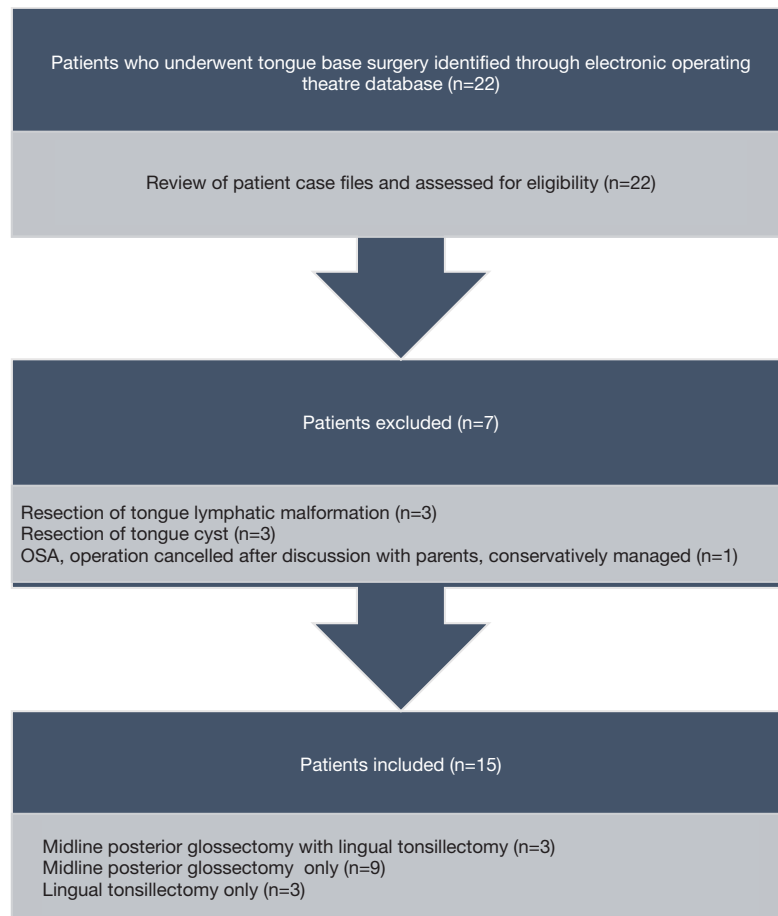 Patients who underwent tongue base surgery identified through electronic operating
theatre database (n=22)
Review of patient case files and assessed for eligibility (n=22)
Patients excluded (n=7)
Resection of tongue lymphatic malformation (n=3)
Resection of tongue cyst (n=3)
OSA, operation cancelled after discussion with parents, conservatively managed (n=1)
Patients included (n=15)
Midline posterior glossectomy with lingual tonsillectomy (n=3)
Midline posterior glossectomy only (n=9)
Lingual tonsillectomy only (n=3)